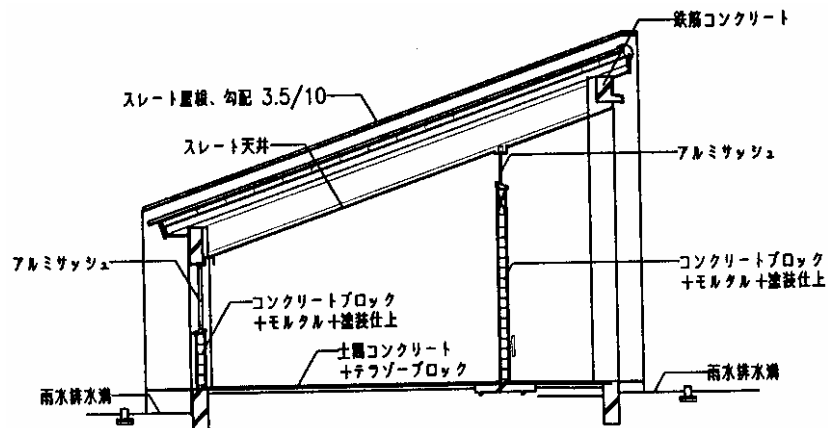 鉄筋コンクリート
スレート屋根、勾配 3.5/10
スレート天井
アルミサッシュ
アルミサッシュ
コンクリートブロック
+モルタル+塗装仕上
コンクリートブロック
+モルタル+塗装仕上
土間コンクリート
+テラゾーブロック
雨水排水溝
雨水排水溝